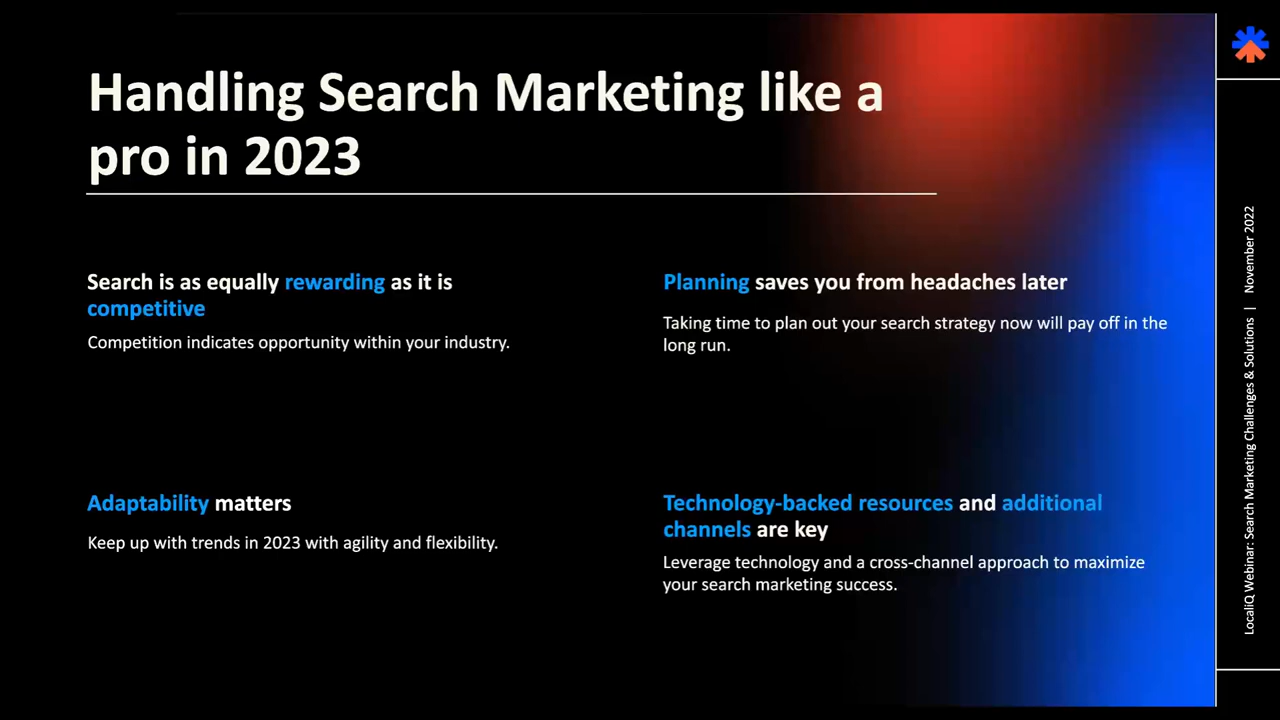 Handling Search Marketing like a
pro in 2023
Search is as equally rewarding as it is
competitive
Competition indicates opportunity within your industry.
Planning saves you from headaches later
Taking time to plan out your search strategy now will pay off in the
long run.
Adaptability matters
Keep up with trends in 2023 with agility and flexibility.
Technology-backed resources and additional
channels are key
Leverage technology and a cross-channel approach to maximize
your search marketing success.
LocaliQ Webinar: Search Marketing Challenges & Solutions | November 2022